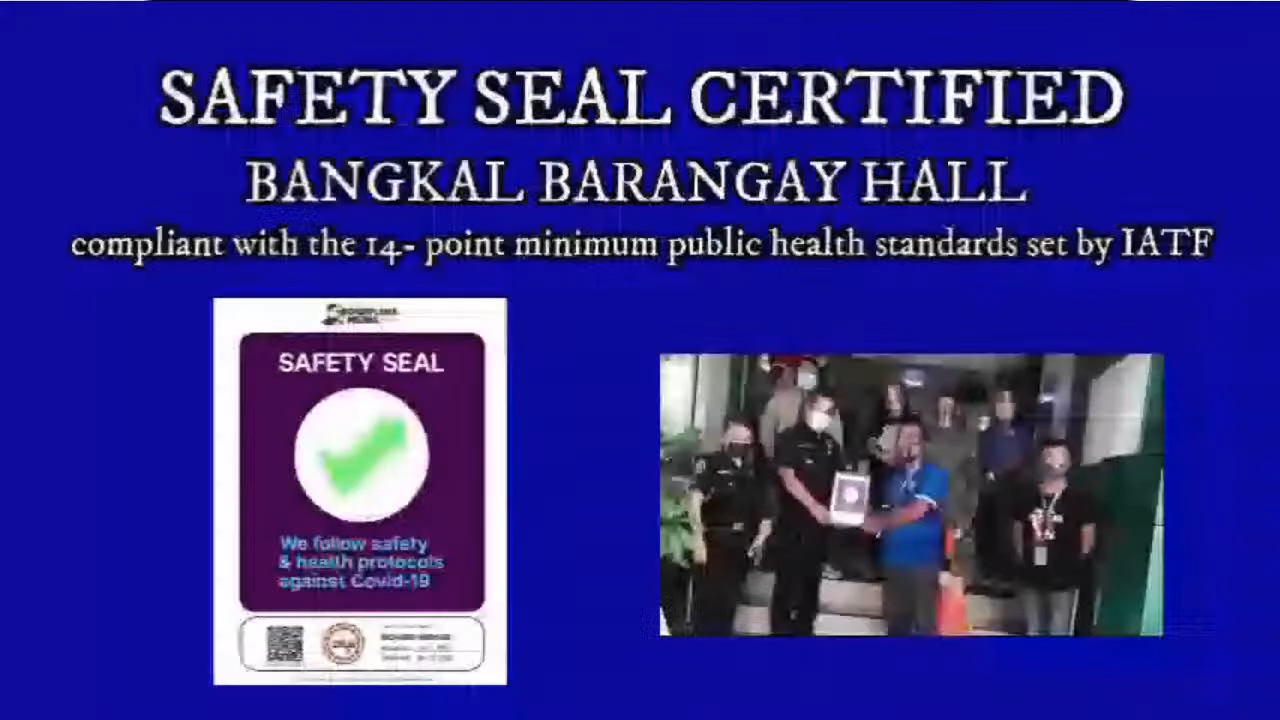 SAFETY SEAL CERTIFIED
BANGKAL BARANGAY HALL
compliant with the 14- point minimum public health standards set by IATF
SAFETY SEAL
We follow safety
& health protocols
against Covid-19